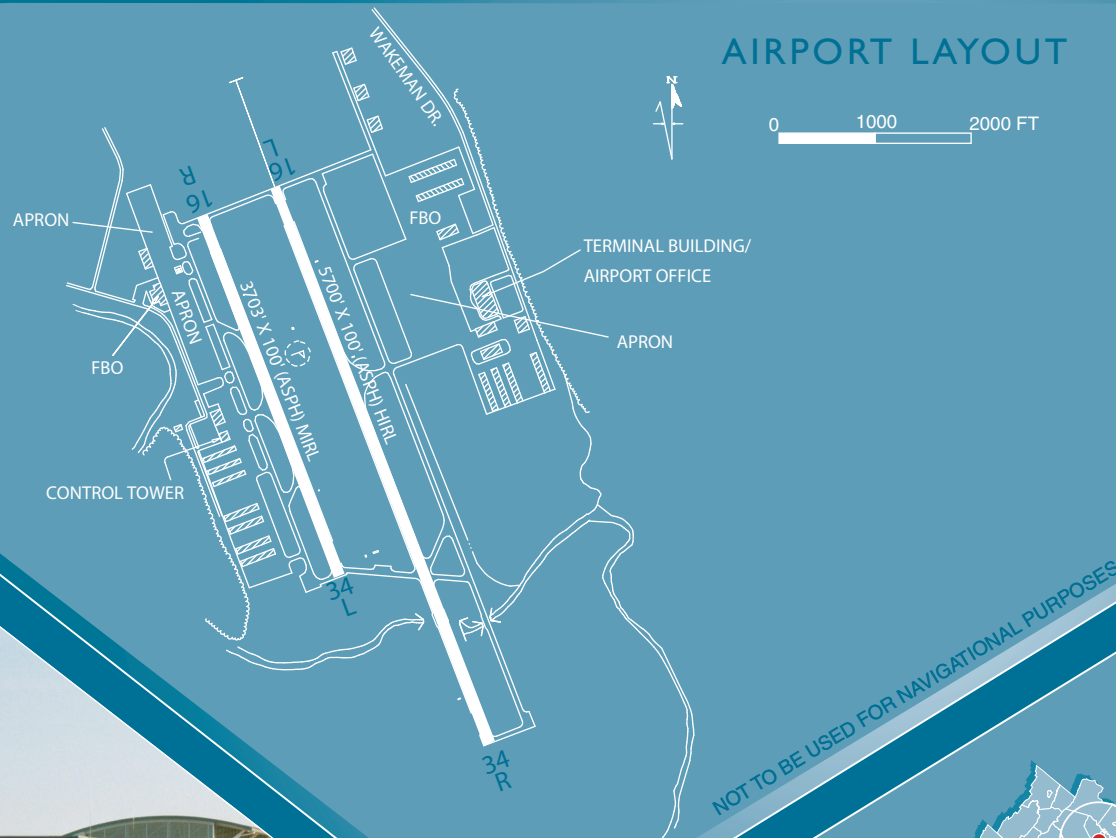 AIRPORT LAYOUT
WAKEMAN DR.
N
0 1000 2000 FT
16
R
16
L
APRON
FBO
TERMINAL BUILDING/
AIRPORT OFFICE
APRON
3703' X 100' (ASPH) MIRL
5700' X 100' (ASPH) HIRL
APRON
FBO
CONTROL TOWER
34
L
34
R
NOT TO BE USED FOR NAVIGATIONAL PURPOSES